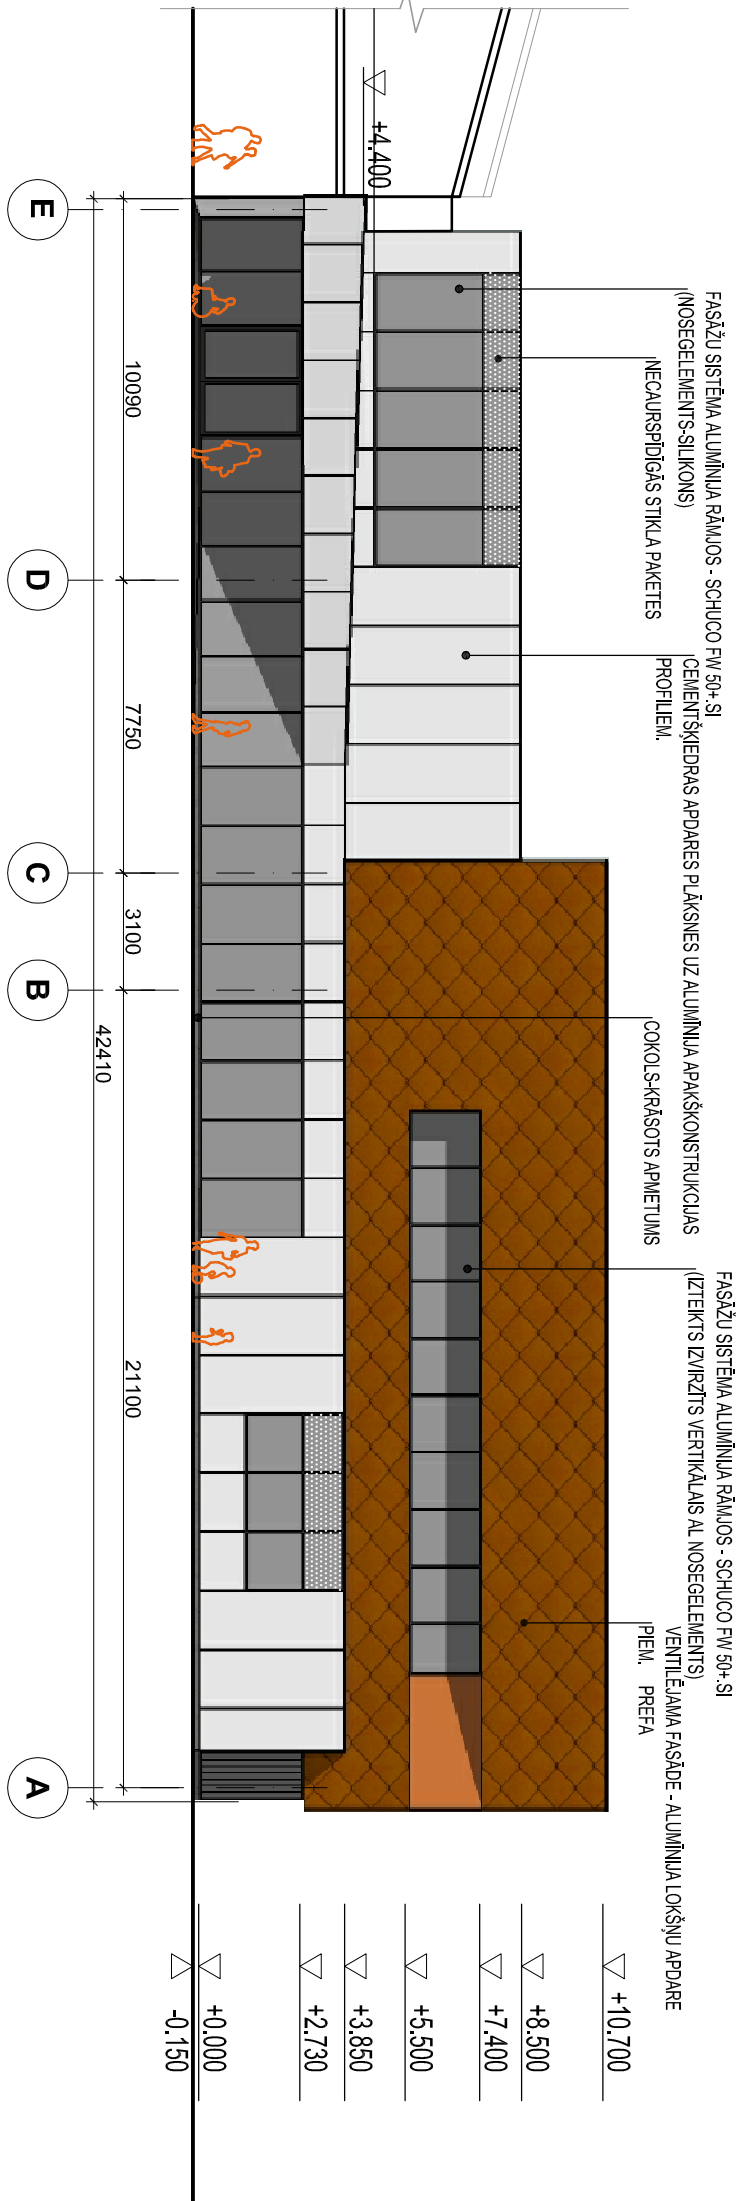 FASĀŽU SISTĒMA ALUMĪNIJA RĀMJOS - SCHUCO FW 50+.SI
(NOSEGELEMENTS-SILIKONS)
NECAURSPĪDĪGĀS STIKLA PAKETES
CEMENTŠĶIEDRAS APDARES PLĀKSNES UZ ALUMĪNIJA APAKŠKONSTRUKCIJAS
PROFILIEM.
COKOLS-KRĀSOTS APMETUMS
FASĀŽU SISTĒMA ALUMĪNIJA RĀMJOS - SCHUCO FW 50+.SI
(IZTEIKTS IZVIRZĪTS VERTIKĀLAIS AL NOSEGELEMENTS)
VENTILĒJAMA FASĀDE - ALUMĪNIJA LOKŠŅU APDARE
PIEM. PREFA
+4.400
+10.700
+8.500
+7.400
+5.500
+3.850
+2.730
+0.000
-0.150
10090
7750
3100
21100
42410
E
D
C
B
A